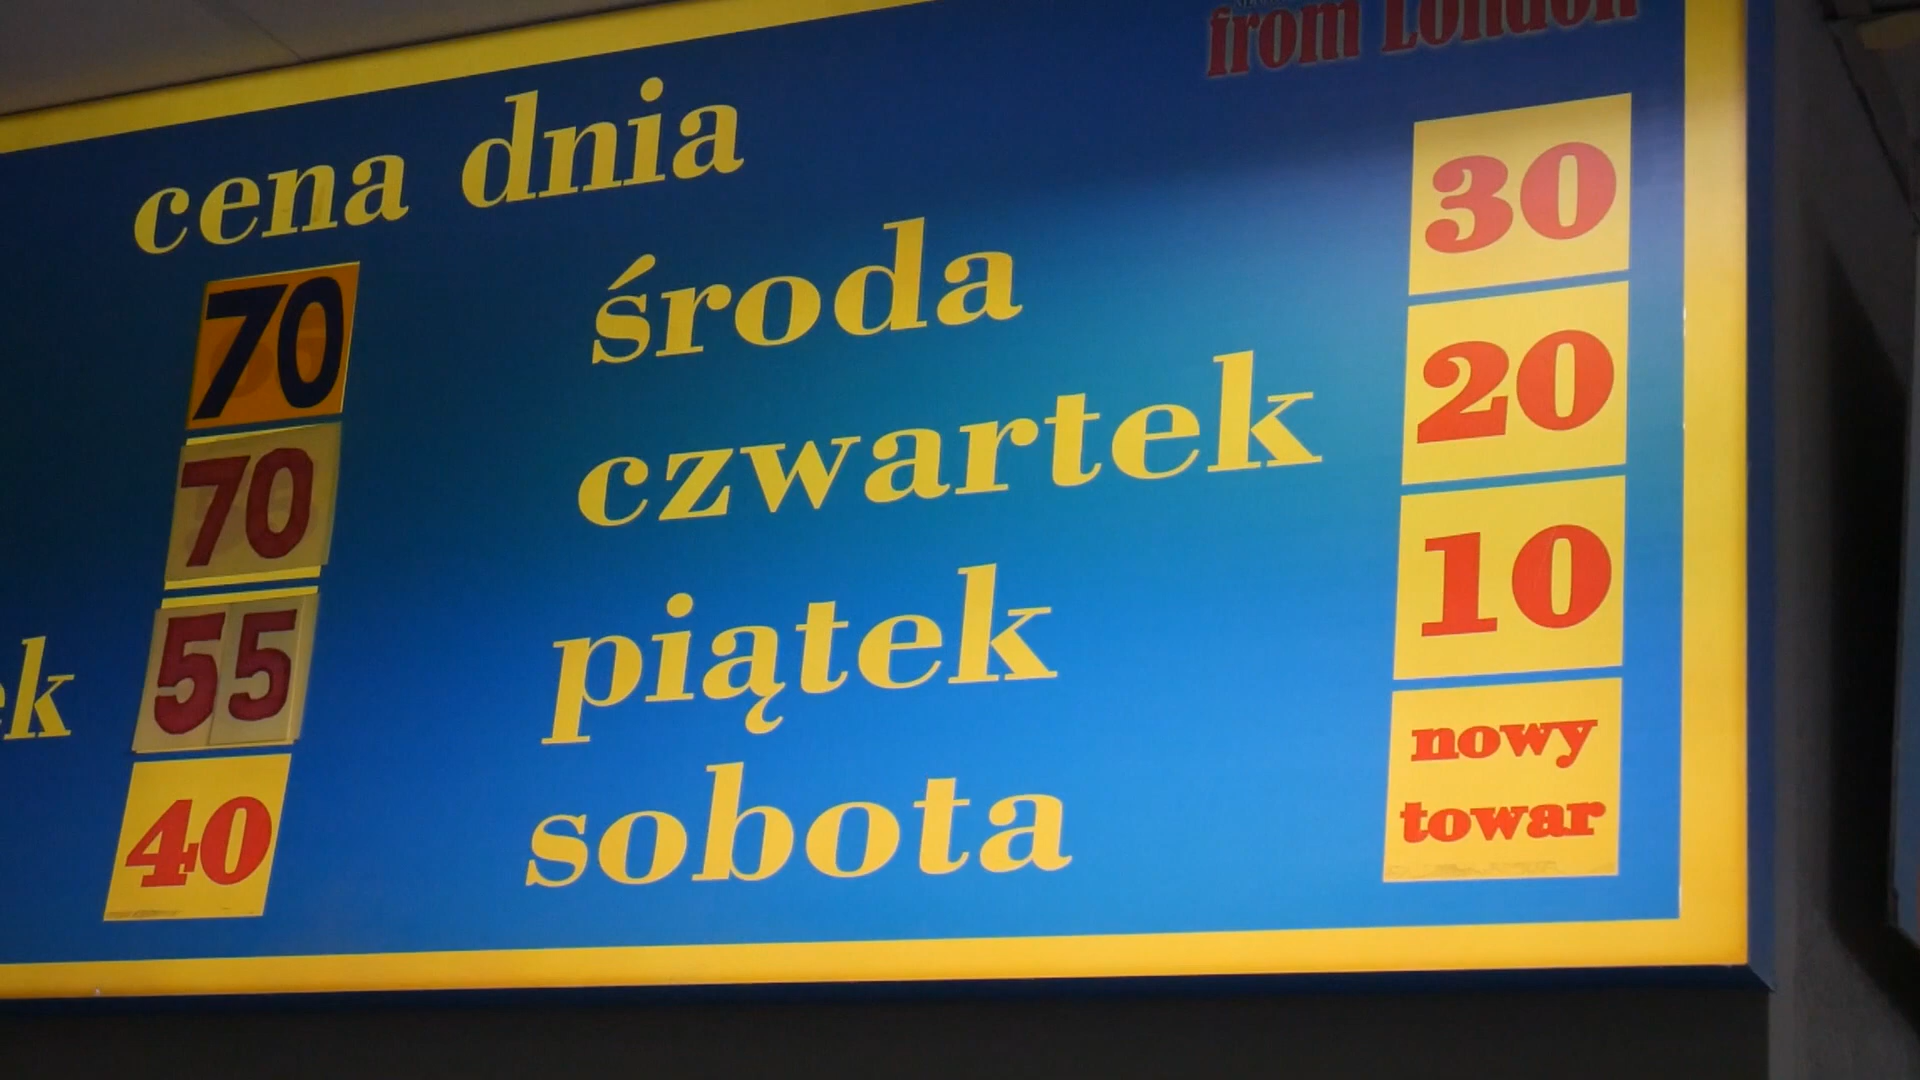 from London
cena dnia
70
środa
30
70
czwartek
20
55
piątek
10
40
sobota
nowy
towar